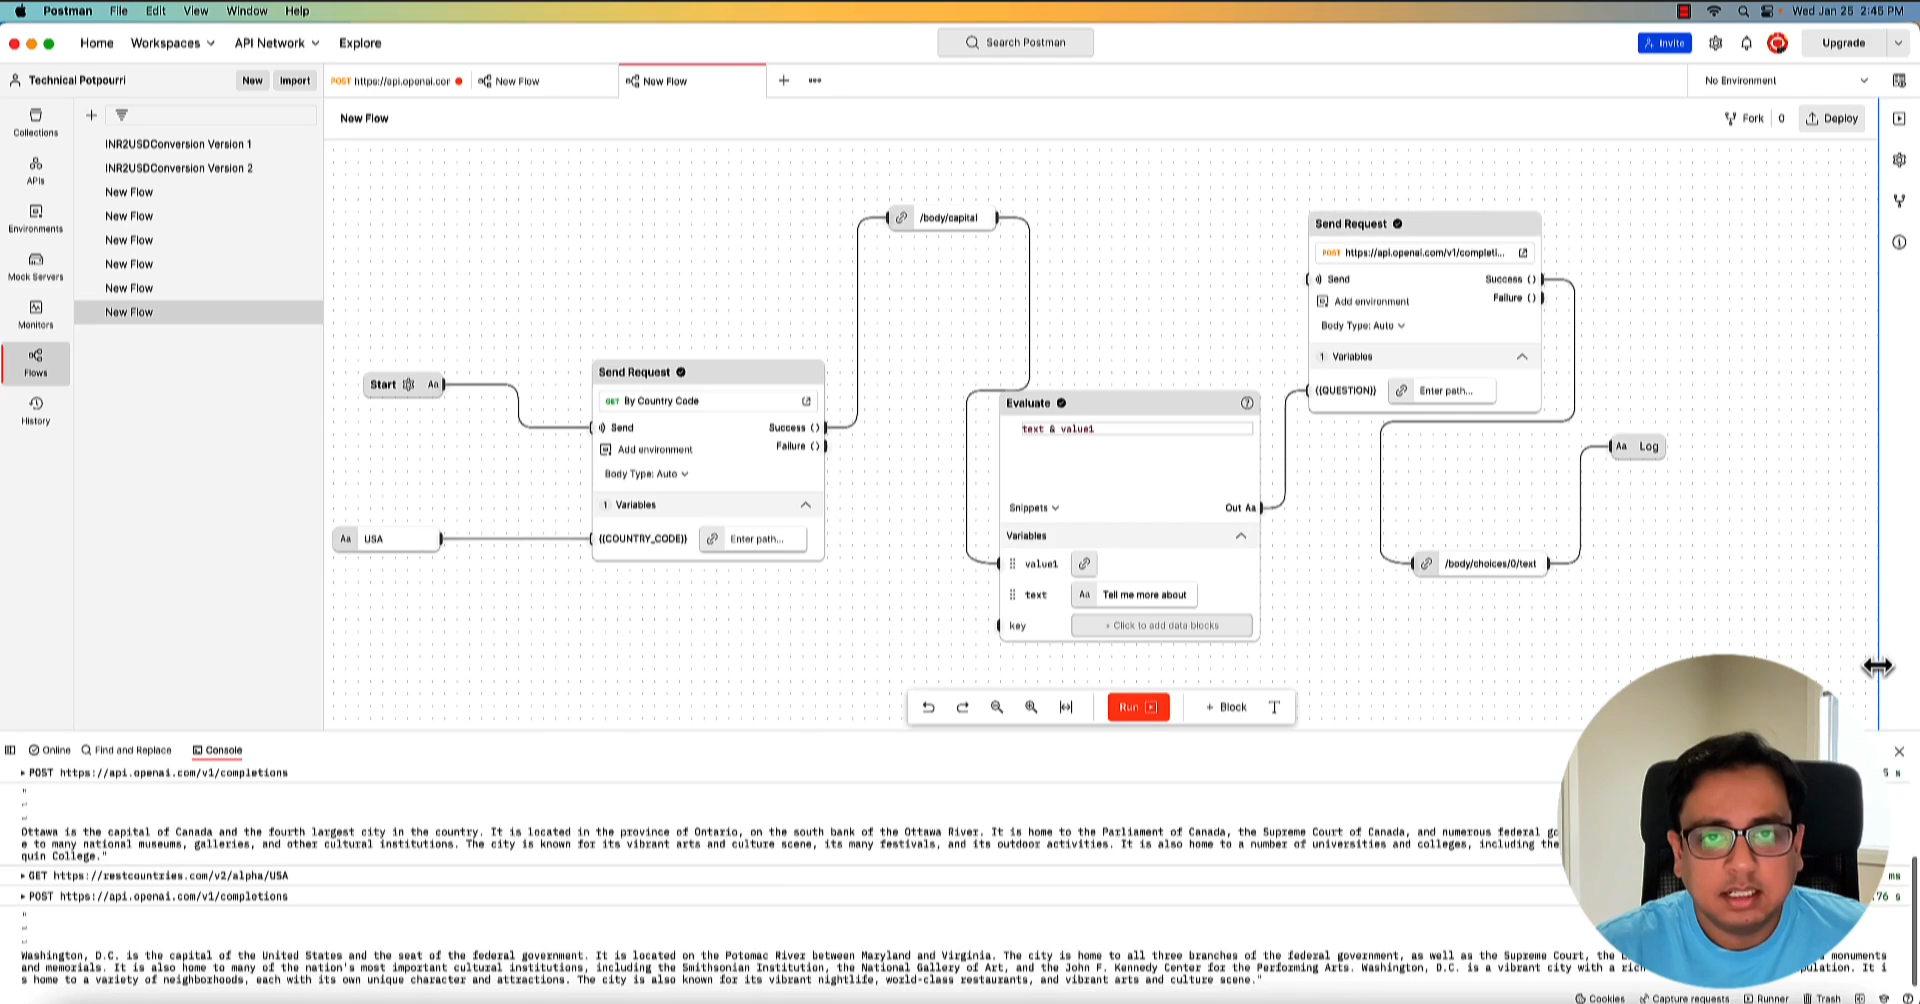 Postman File Edit View Window Help
Wed Jan 25 2:45 PM
Home Workspaces API Network Explore
Search Postman
Invite
Upgrade
Technical Potpourri
New Import
POST https://api.openai.cor
New Flow
New Flow
No Environment
Collections
APIs
Environments
Mock Servers
Monitors
Flows
History
INR2USDConversion Version 1
INR2USDConversion Version 2
New Flow
New Flow
New Flow
New Flow
New Flow
New Flow
New Flow
Fork 0 Deploy
Start Aa
Aa USA
Send Request
GET By Country Code
Send
Success ()
Failure ()
Add environment
Body Type: Auto
1 Variables
{{COUNTRY_CODE}} Enter path...
/body/capital
Evaluate
text & value1
Snippets
Out Aa
Variables
value1
text Aa Tell me more about
key + Click to add data blocks
Send Request
POST https://api.openai.com/v1/completi...
Send
Success ()
Failure ()
Add environment
Body Type: Auto
1 Variables
{{QUESTION}} Enter path...
/body/choices/0/text
Aa Log
Run + Block T
Online Find and Replace Console
POST https://api.openai.com/v1/completions 5 s
"
Ottawa is the capital of Canada and the fourth largest city in the country. It is located in the province of Ontario, on the south bank of the Ottawa River. It is home to the Parliament of Canada, the Supreme Court of Canada, and numerous federal go
e to many national museums, galleries, and other cultural institutions. The city is known for its vibrant arts and culture scene, its many festivals, and its outdoor activities. It is also home to a number of universities and colleges, including the
quin College."
GET https://restcountries.com/v2/alpha/USA ms
POST https://api.openai.com/v1/completions .76 s
"
Washington, D.C. is the capital of the United States and the seat of the federal government. It is located on the Potomac River between Maryland and Virginia. The city is home to all three branches of the federal government, as well as the Supreme Court, the monuments
and memorials. It is also home to many of the nation's most important cultural institutions, including the Smithsonian Institution, the National Gallery of Art, and the John F. Kennedy Center for the Performing Arts. Washington, D.C. is a vibrant city with a rich pulation. It i
s home to a variety of neighborhoods, each with its own unique character and attractions. The city is also known for its vibrant nightlife, world-class restaurants, and vibrant arts and culture scene."
Cookies Capture requests Runner Trash